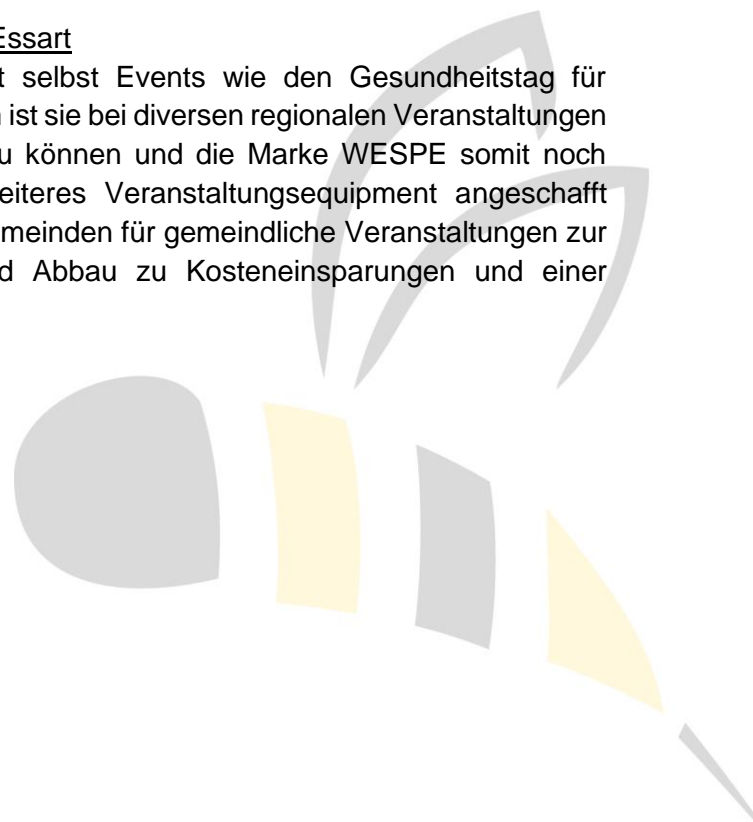 Essart
t selbst Events wie den Gesundheitstag für
n ist sie bei diversen regionalen Veranstaltungen
u können und die Marke WESPE somit noch
eiteres Veranstaltungsequipment angeschafft
meinden für gemeindliche Veranstaltungen zur
d Abbau zu Kosteneinsparungen und einer